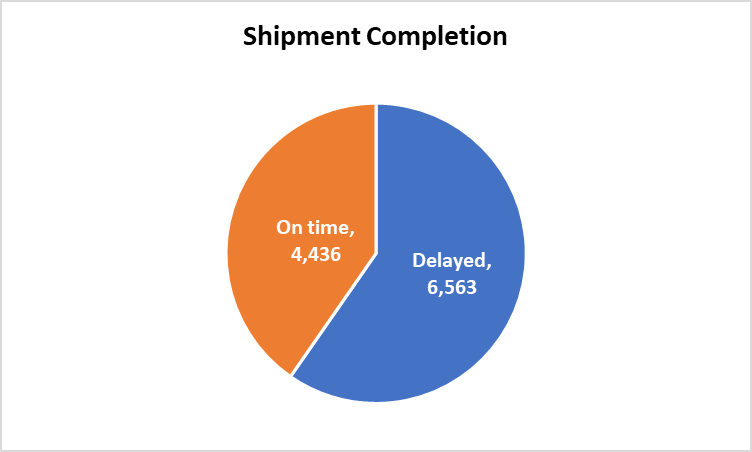 Shipment Completion
On time,
4,436
Delayed,
6,563